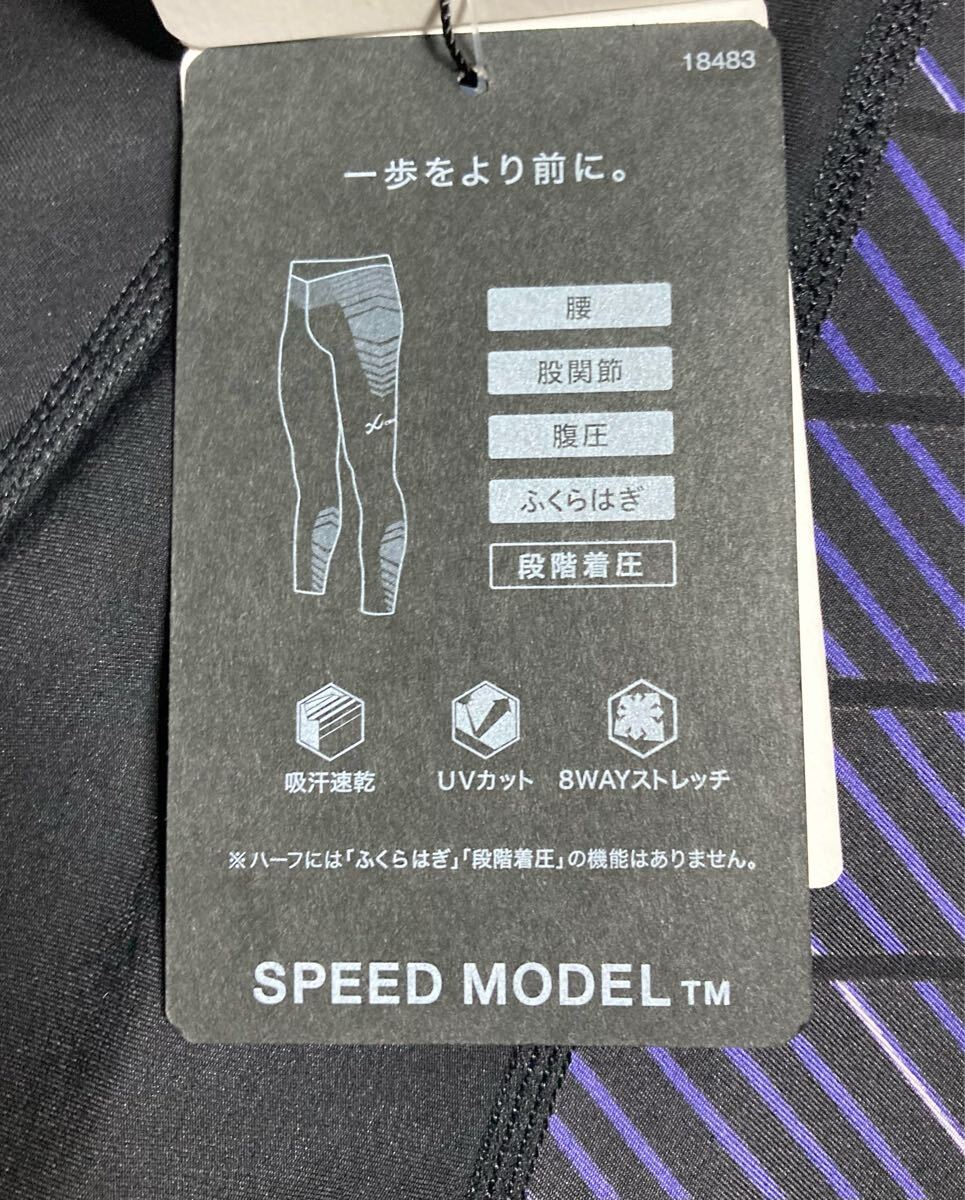 18483
一歩をより前に。
腰
股関節
腹圧
ふくらはぎ
段階着圧
吸汗速乾
UVカット
8WAYストレッチ
※ハーフには「ふくらはぎ」「段階着圧」の機能はありません。
SPEED MODEL TM